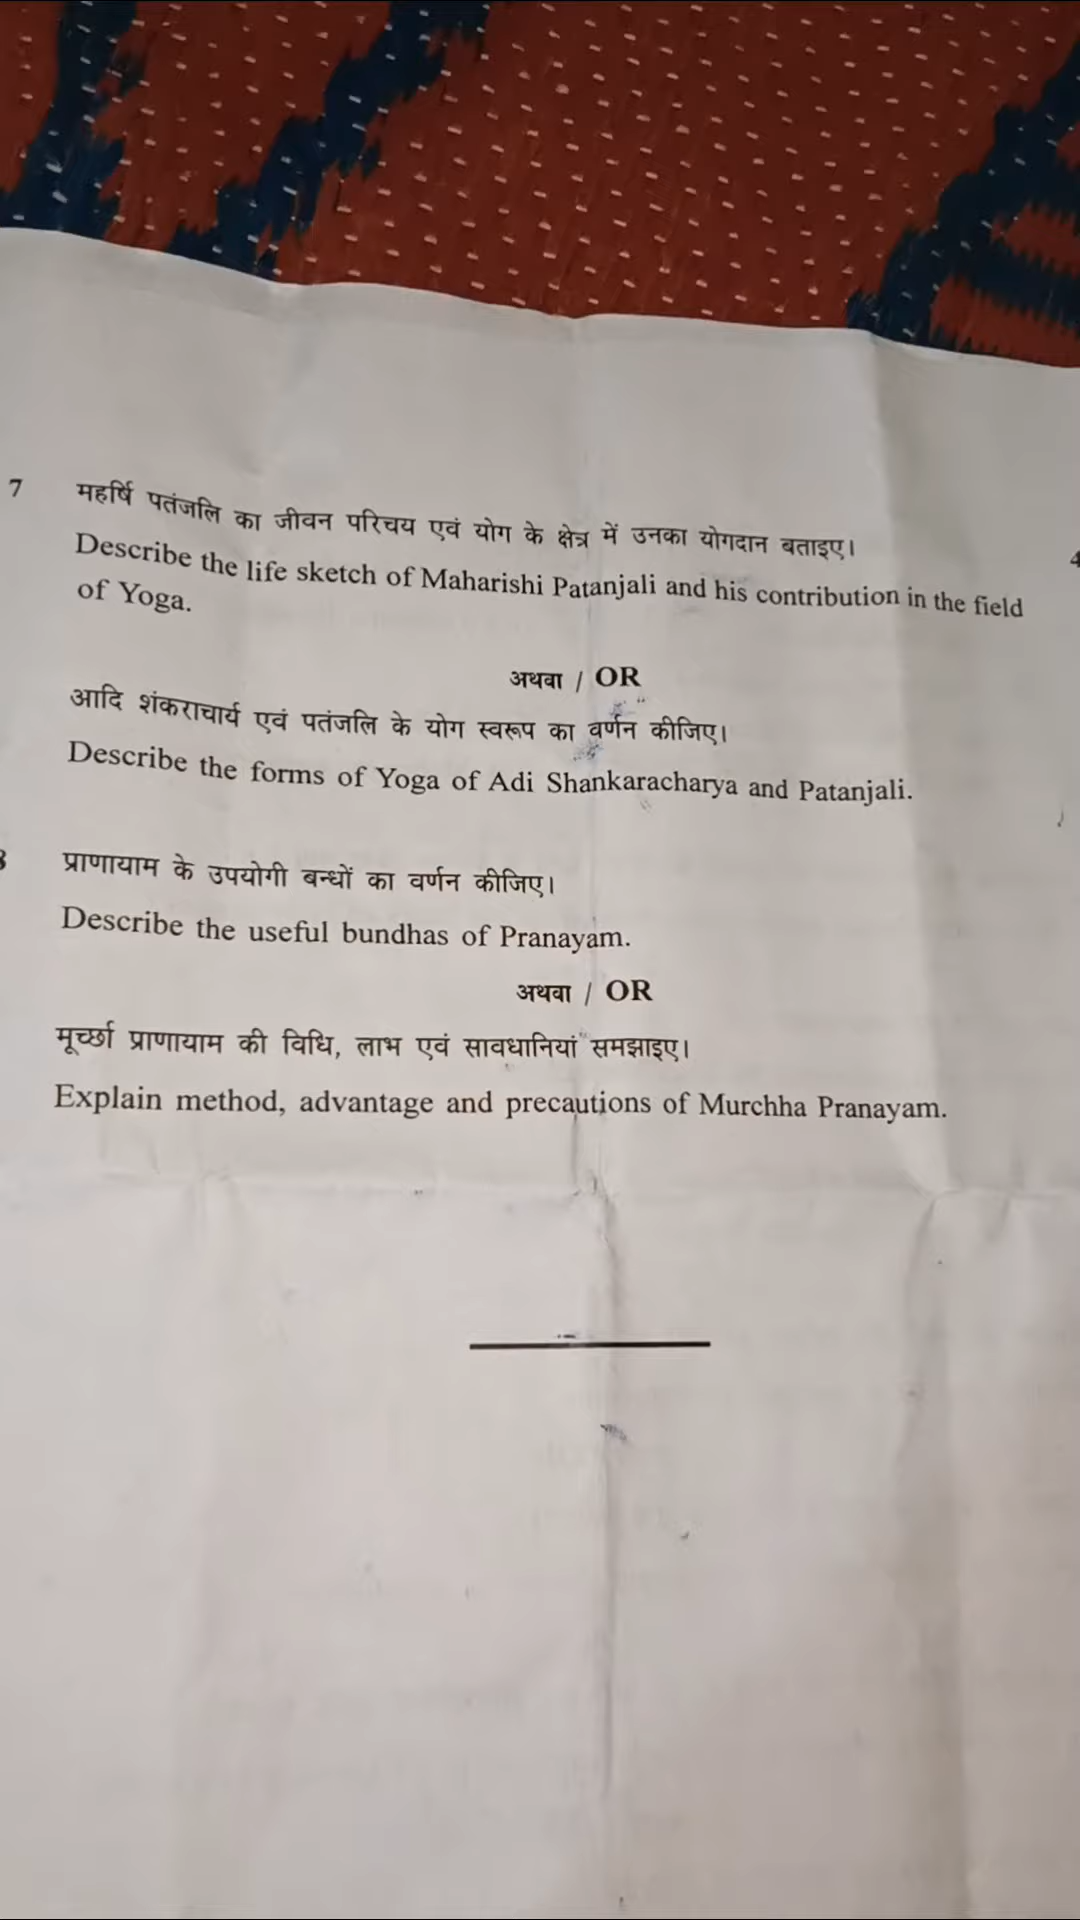 7 महर्षि पतंजलि का जीवन परिचय एवं योग के क्षेत्र में उनका योगदान बताइए।
Describe the life sketch of Maharishi Patanjali and his contribution in the field
of Yoga.
अथवा / OR
आदि शंकराचार्य एवं पतंजलि के योग स्वरूप का वर्णन कीजिए।
Describe the forms of Yoga of Adi Shankaracharya and Patanjali.
प्राणायाम के उपयोगी बन्धों का वर्णन कीजिए।
Describe the useful bundhas of Pranayam.
अथवा / OR
मूर्च्छा प्राणायाम की विधि, लाभ एवं सावधानियां समझाइए।
Explain method, advantage and precautions of Murchha Pranayam.